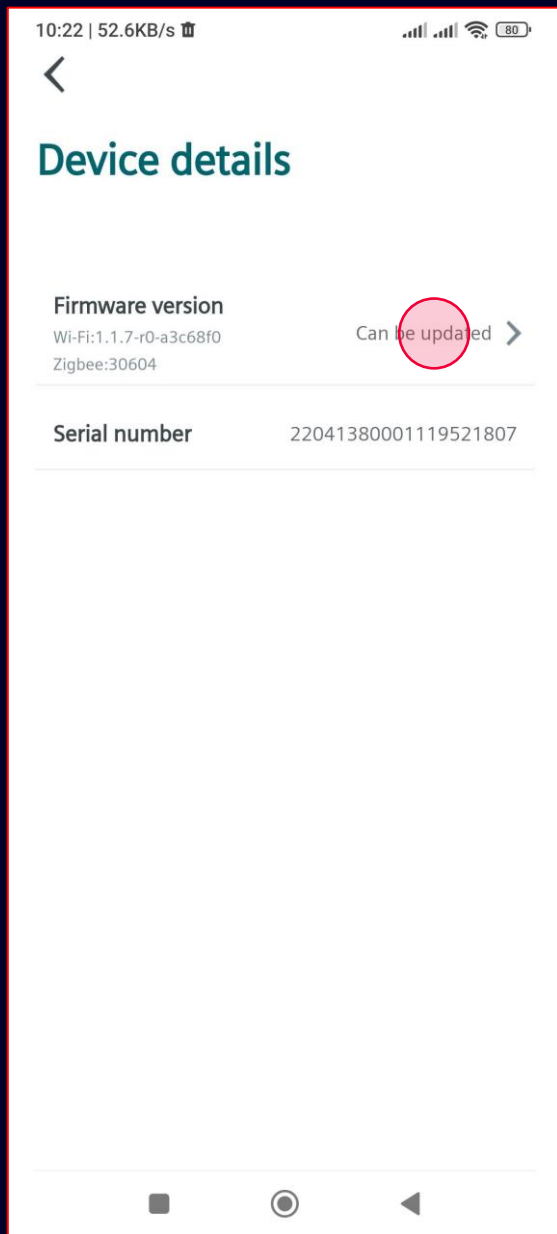 10:22 | 52.6KB/s
80
Device details
Firmware version
Wi-Fi:1.1.7-r0-a3c68f0
Zigbee:30604
Can be updated
Serial number
22041380001119521807